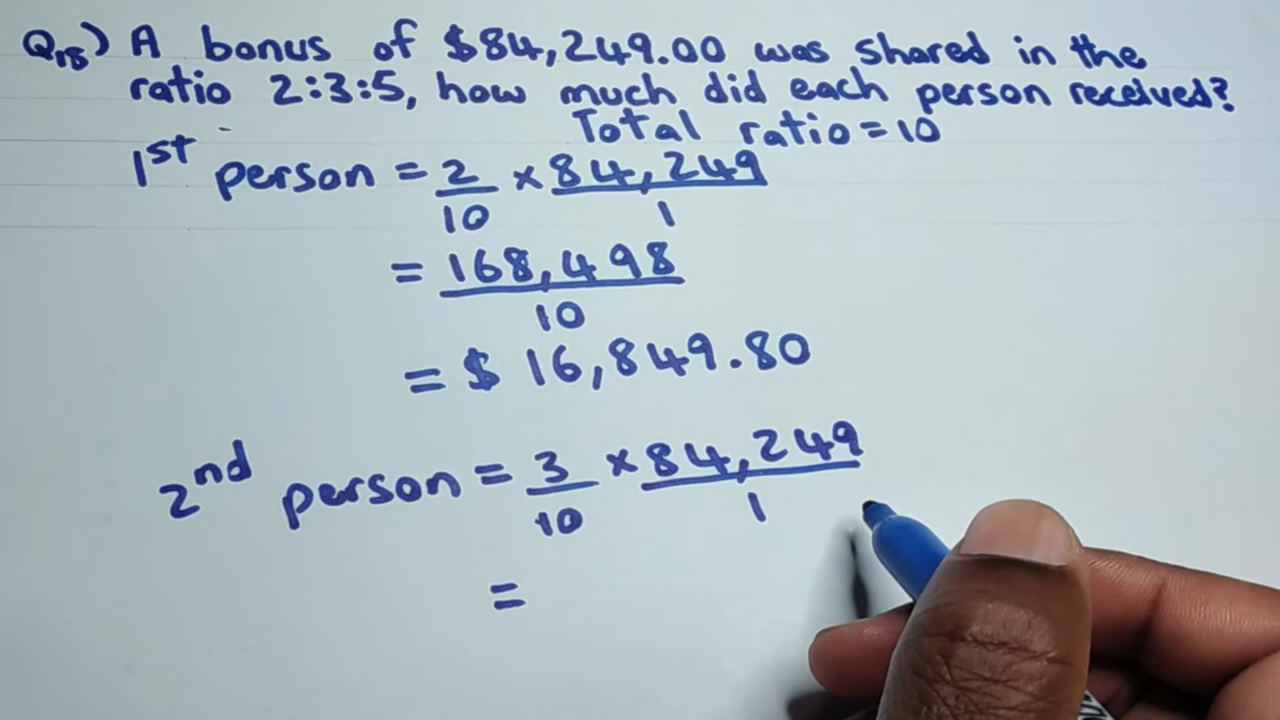 Q18) A bonus of $84,249.00 was shared in the
ratio 2:3:5, how much did each person received?
Total ratio = 10
1st person = 2/10 × 84,249/1
= 168,498/10
= $ 16,849.80
2nd person = 3/10 × 84,249/1
=